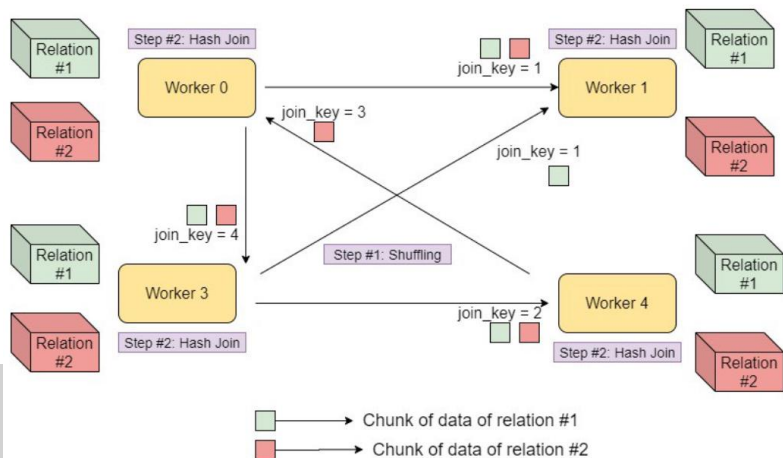 Relation
#1
Step #2: Hash Join
Worker 0
Relation
#2
join_key = 1
join_key = 3
Step #2: Hash Join
Worker 1
Relation
#1
join_key = 1
Relation
#2
join_key = 4
Step #1: Shuffling
Relation
#1
Worker 3
Relation
#2
Step #2: Hash Join
join_key = 2
Worker 4
Step #2: Hash Join
Relation
#1
Relation
#2
Chunk of data of relation #1
Chunk of data of relation #2